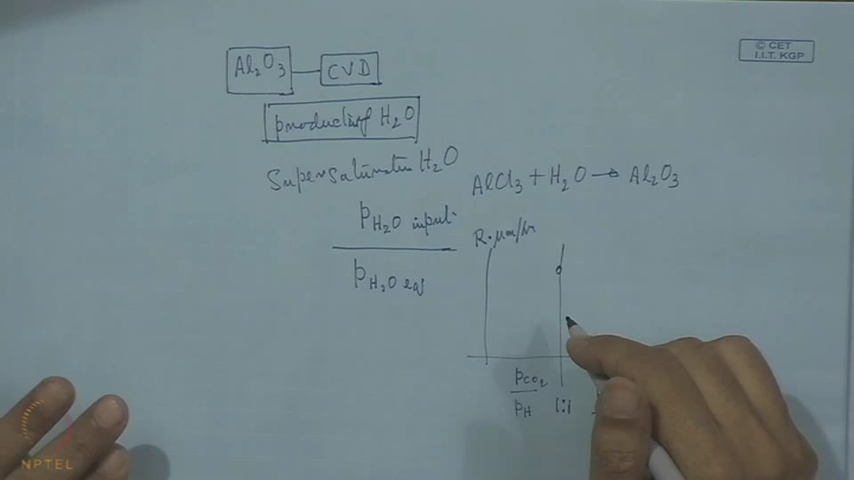 © CET
I.I.T. KGP
Al₂O₃ — CVD
production of H₂O
Supersaturation H₂O
AlCl₃ + H₂O → Al₂O₃
pH₂O input
pH₂O eq
R. μm/hr
pCO₂
pH
1:1
NPTEL